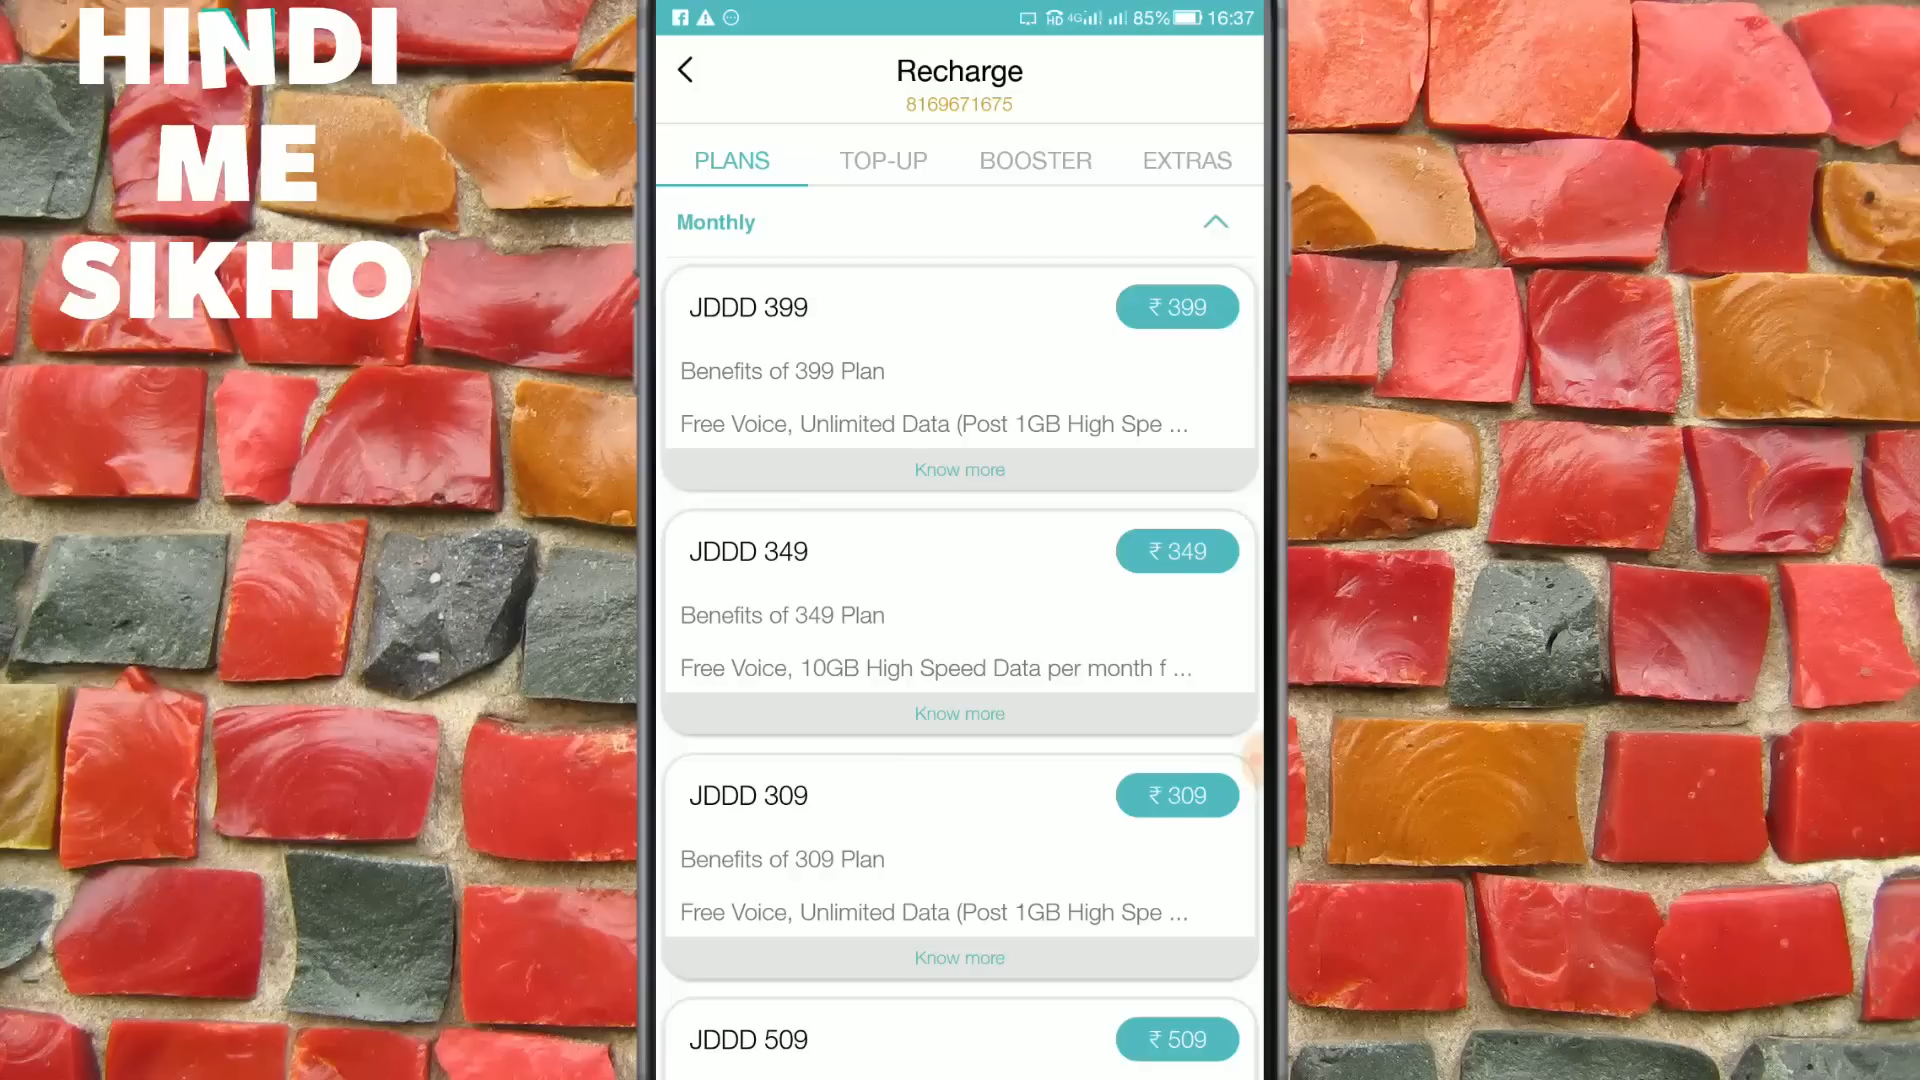 HINDI
ME
SIKHO
HD 4G 85% 16:37
Recharge
8169671675
PLANS TOP-UP BOOSTER EXTRAS
Monthly
JDDD 399 ₹ 399
Benefits of 399 Plan
Free Voice, Unlimited Data (Post 1GB High Spe ...
Know more
JDDD 349 ₹ 349
Benefits of 349 Plan
Free Voice, 10GB High Speed Data per month f ...
Know more
JDDD 309 ₹ 309
Benefits of 309 Plan
Free Voice, Unlimited Data (Post 1GB High Spe ...
Know more
JDDD 509 ₹ 509